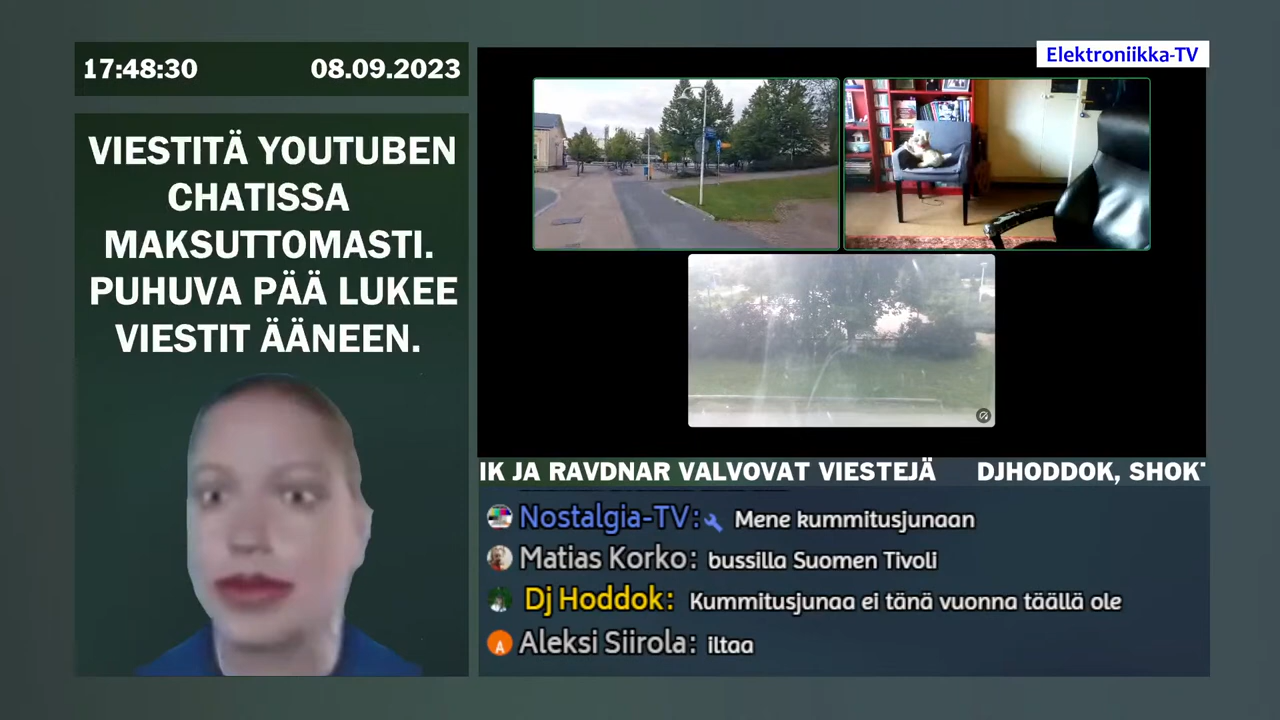 17:48:30 08.09.2023
VIESTITÄ YOUTUBEN
CHATISSA
MAKSUTTOMASTI.
PUHUVA PÄÄ LUKEE
VIESTIT ÄÄNEEN.
Elektroniikka-TV
IK JA RAVDNAR VALVOVAT VIESTEJÄ DJHODDOK, SHOK
Nostalgia-TV: Mene kummitusjunaan
Matias Korko: bussilla Suomen Tivoli
Dj Hoddok: Kummitusjunaa ei tänä vuonna täällä ole
A Aleksi Siirola: iltaa